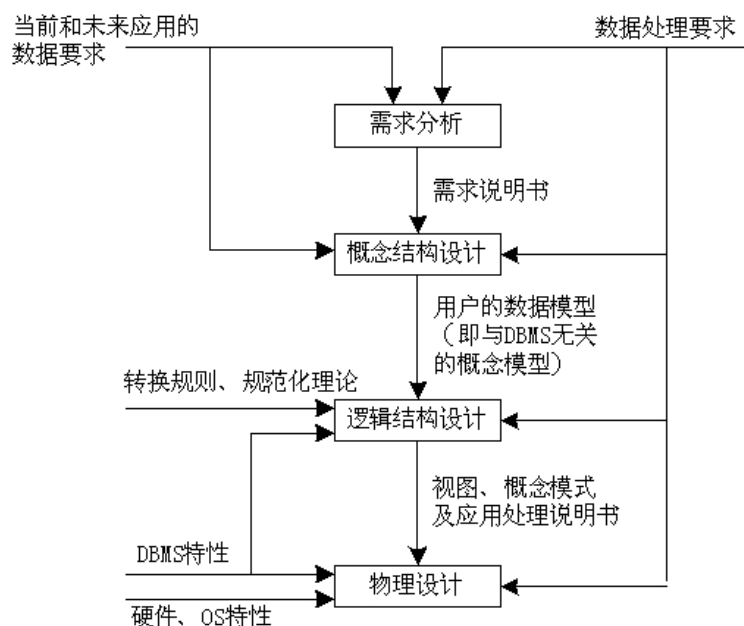 当前和未来应用的
数据要求
数据处理要求
需求分析
需求说明书
概念结构设计
用户的数据模型
（即与DBMS无关
的概念模型）
转换规则、规范化理论
逻辑结构设计
视图、概念模式
及应用处理说明书
DBMS特性
物理设计
硬件、OS特性